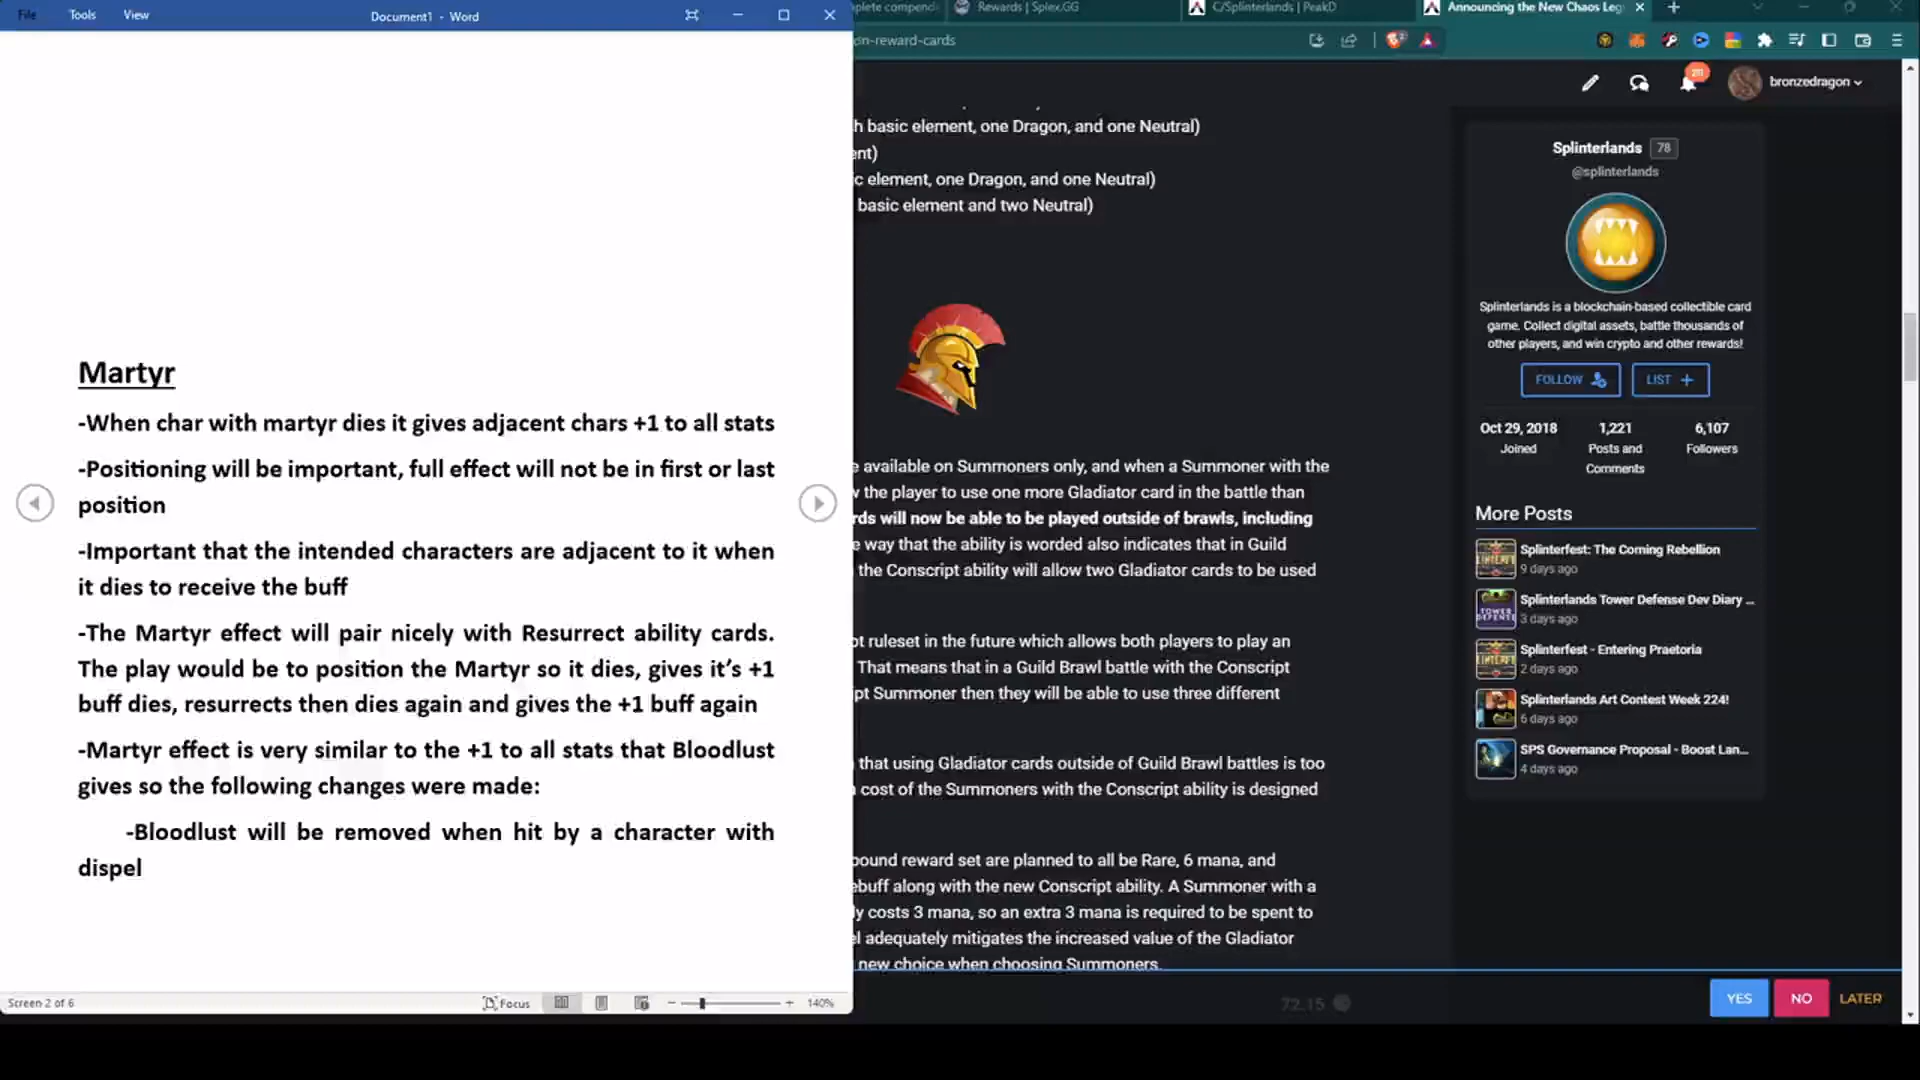 File Tools View Document1 - Word
Martyr
-When char with martyr dies it gives adjacent chars +1 to all stats
-Positioning will be important, full effect will not be in first or last
position
-Important that the intended characters are adjacent to it when
it dies to receive the buff
-The Martyr effect will pair nicely with Resurrect ability cards.
The play would be to position the Martyr so it dies, gives it's +1
buff dies, resurrects then dies again and gives the +1 buff again
-Martyr effect is very similar to the +1 to all stats that Bloodlust
gives so the following changes were made:
-Bloodlust will be removed when hit by a character with
dispel
Screen 2 of 6 Focus 140%
Rewards | Splex.GG C/Splinterlands | PeakD Announcing the New Chaos Leg
in-reward-cards
bronzedragon
h basic element, one Dragon, and one Neutral)
ent)
c element, one Dragon, and one Neutral)
basic element and two Neutral)
e available on Summoners only, and when a Summoner with the
w the player to use one more Gladiator card in the battle than
rds will now be able to be played outside of brawls, including
e way that the ability is worded also indicates that in Guild
the Conscript ability will allow two Gladiator cards to be used
ot ruleset in the future which allows both players to play an
That means that in a Guild Brawl battle with the Conscript
pt Summoner then they will be able to use three different
that using Gladiator cards outside of Guild Brawl battles is too
cost of the Summoners with the Conscript ability is designed
bound reward set are planned to all be Rare, 6 mana, and
ebuff along with the new Conscript ability. A Summoner with a
ly costs 3 mana, so an extra 3 mana is required to be spent to
el adequately mitigates the increased value of the Gladiator
new choice when choosing Summoners.
72.15
Splinterlands 78
@splinterlands
Splinterlands is a blockchain-based collectible card
game. Collect digital assets, battle thousands of
other players, and win crypto and other rewards!
FOLLOW LIST
Oct 29, 2018 1,221 6,107
Joined Posts and Followers
Comments
More Posts
Splinterfest: The Coming Rebellion
9 days ago
Splinterlands Tower Defense Dev Diary ...
3 days ago
Splinterfest - Entering Praetoria
2 days ago
Splinterlands Art Contest Week 224!
6 days ago
SPS Governance Proposal - Boost Lan...
4 days ago
YES NO LATER